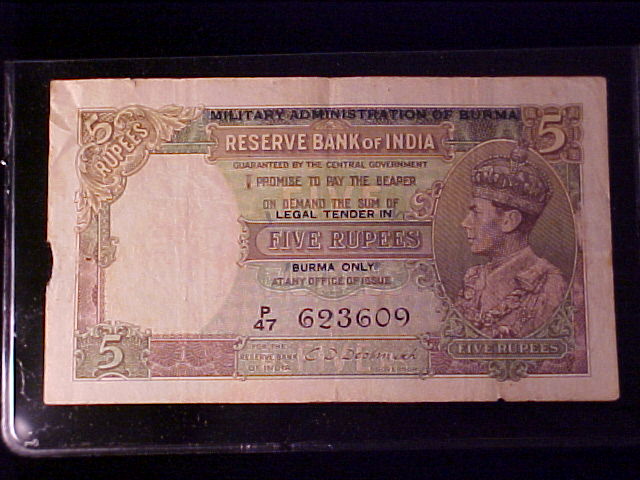 MILITARY ADMINISTRATION OF BURMA
5 RUPEES
5
RESERVE BANK OF INDIA
GUARANTEED BY THE CENTRAL GOVERNMENT
I PROMISE TO PAY THE BEARER
ON DEMAND THE SUM OF
LEGAL TENDER IN
FIVE RUPEES
BURMA ONLY
AT ANY OFFICE OF ISSUE
P/47 623609
5
FOR THE
RESERVE BANK
OF INDIA
C D Deshmukh
GOVERNOR
FIVE RUPEES